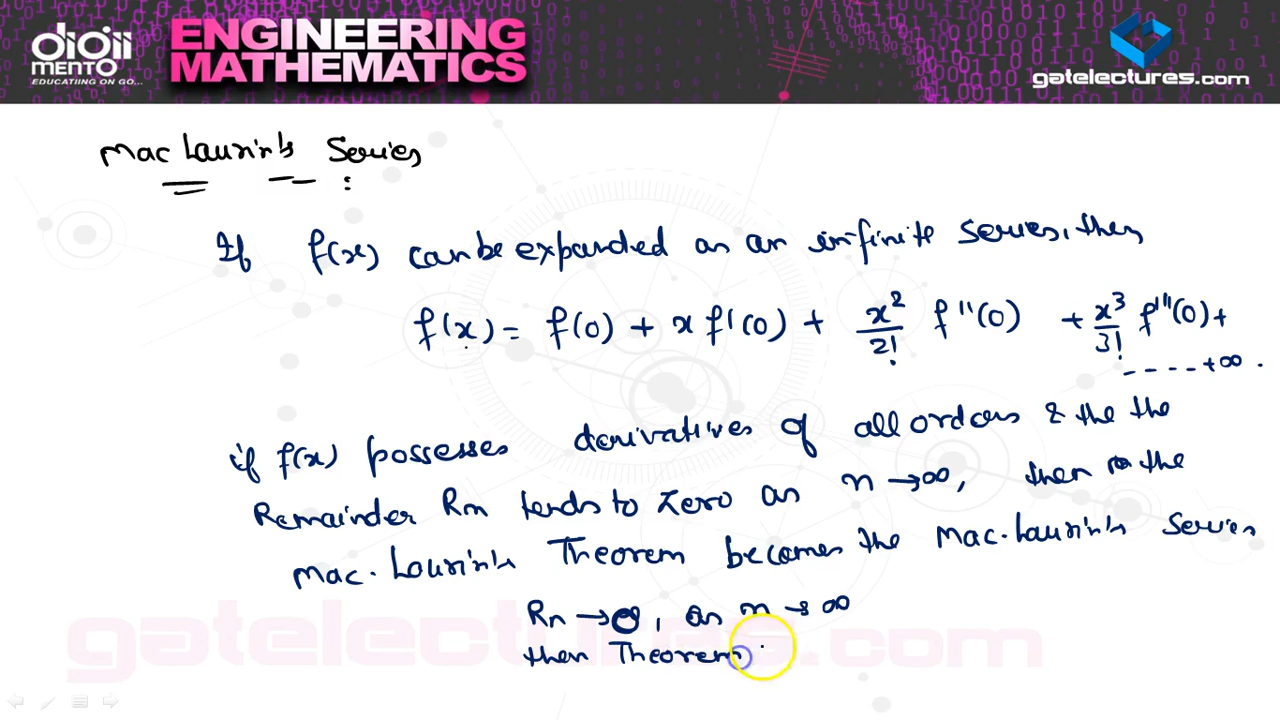 digii
MENTO
EDUCATIING ON GO...
ENGINEERING
MATHEMATICS
gatelectures.com
Mac Laurin's Series
If f(x) can be expanded as an infinite series, then
f(x) = f(0) + x f'(0) + x²/2! f''(0) + x³/3! f'''(0) +
- - - - + ∞ .
if f(x) possesses derivatives of all orders & the the
Remainder Rn tends to zero as n → ∞, then the
Mac. Laurin's Theorem becomes the Mac. Laurin's Series
Rn → 0, as n → ∞
then Theorem
gatelectures.com